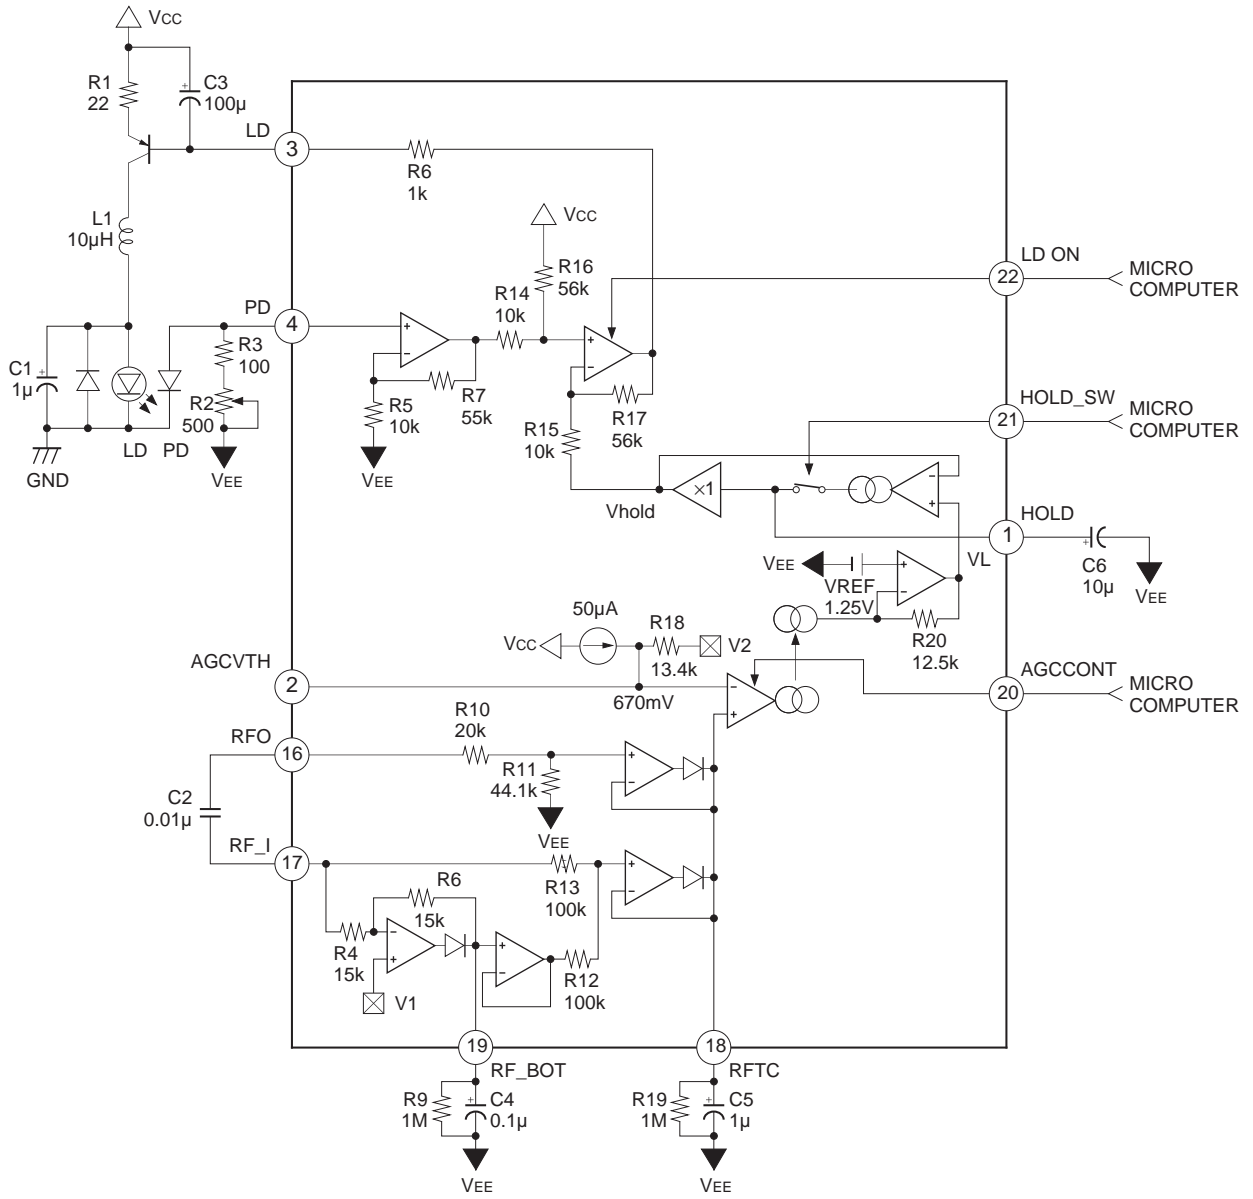 VCC
R1
22
C3
100µ
LD
3
R6
1k
L1
10µH
VCC
R16
56k
R14
10k
LD ON
22
MICRO
COMPUTER
PD
4
+
−
R3
100
R2
500
C1
1µ
GND
LD PD
VEE
R5
10k
VEE
R7
55k
+
−
R15
10k
R17
56k
HOLD_SW
21
MICRO
COMPUTER
×1
−
+
Vhold
HOLD
1
C6
10µ
VEE
VL
VEE
VREF
1.25V
+
−
R20
12.5k
50µA
VCC
R18
13.4k
V2
AGCVTH
2
670mV
−
+
AGCCONT
20
MICRO
COMPUTER
RFO
16
R10
20k
R11
44.1k
VEE
+
−
C2
0.01µ
RF_I
17
R13
100k
+
−
R6
15k
R4
15k
−
+
V1
+
−
R12
100k
19
RF_BOT
18
RFTC
R9
1M
+
C4
0.1µ
VEE
R19
1M
+
C5
1µ
VEE